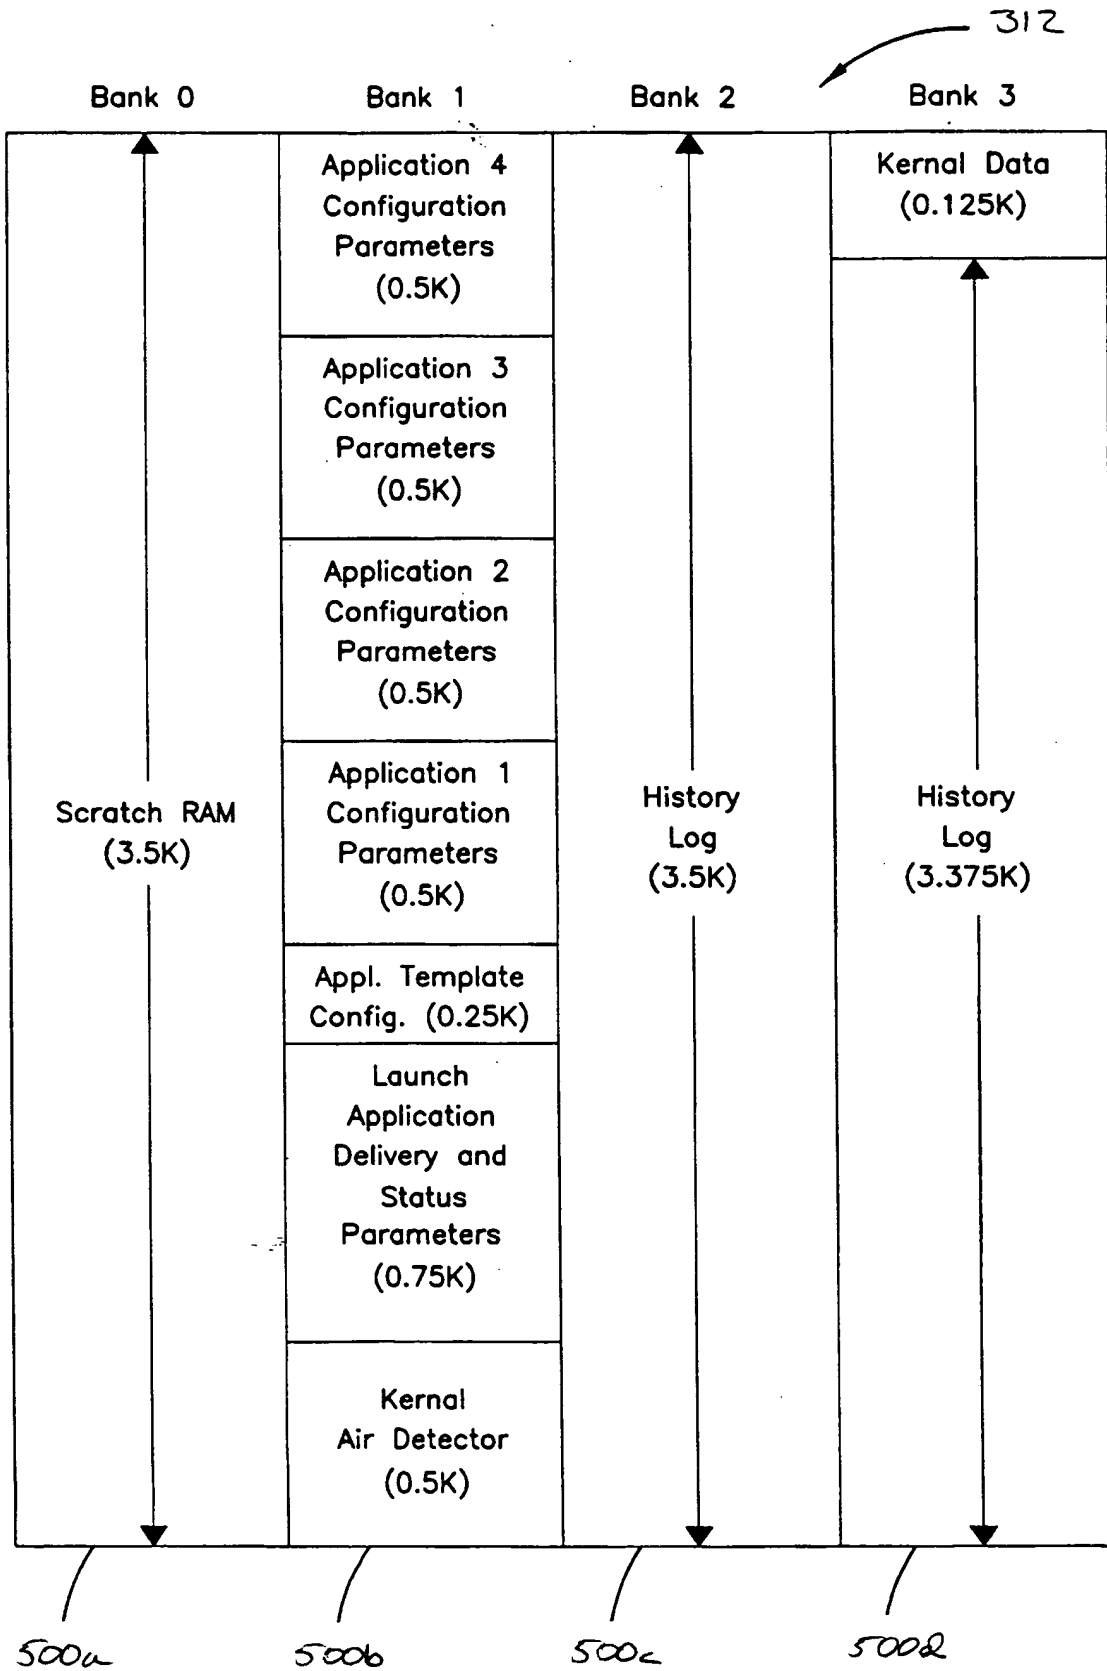 312
Bank 0
Bank 1
Bank 2
Bank 3
Scratch RAM
(3.5K)
Application 4
Configuration
Parameters
(0.5K)
Application 3
Configuration
Parameters
(0.5K)
Application 2
Configuration
Parameters
(0.5K)
Application 1
Configuration
Parameters
(0.5K)
Appl. Template
Config. (0.25K)
Launch
Application
Delivery and
Status
Parameters
(0.75K)
Kernal
Air Detector
(0.5K)
History
Log
(3.5K)
Kernal Data
(0.125K)
History
Log
(3.375K)
500a
500b
500c
500d